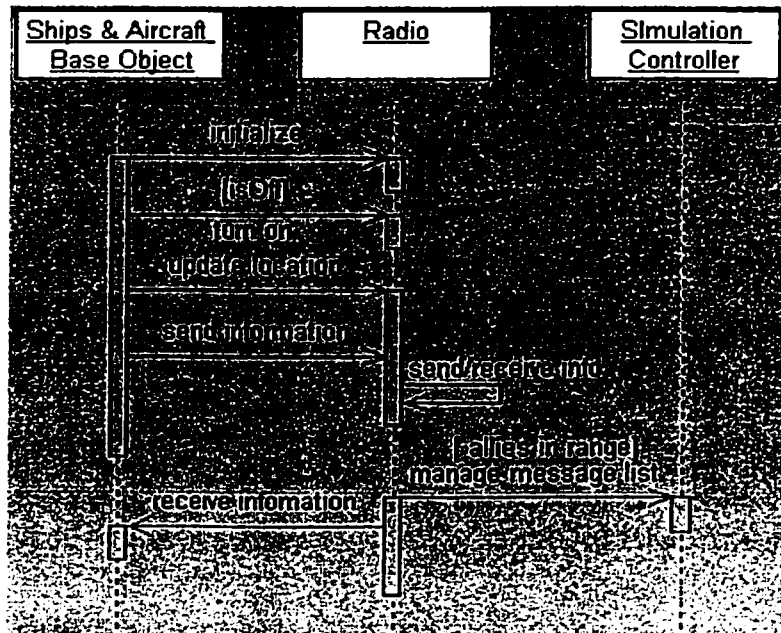 Ships & Aircraft
Base Object
Radio
SImulation
Controller
initialize
[isOff]
turn on
update location
send information
send/receive info
[allies in range]
manage message list
receive infomation